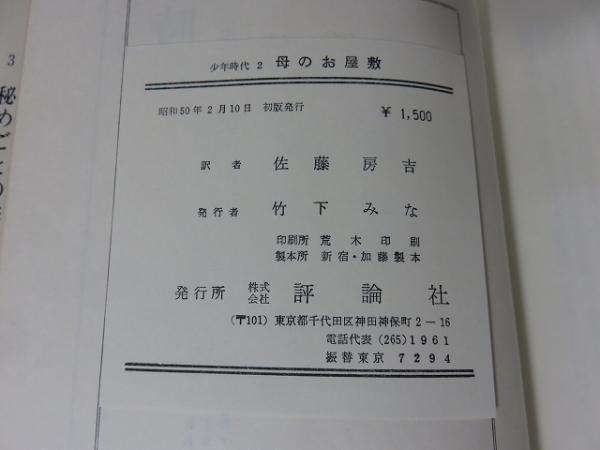 少年時代 2 母のお屋敷
昭和50年2月10日 初版発行
¥ 1,500
訳者 佐藤房吉
発行者 竹下みな
印刷所 荒木印刷
製本所 新宿・加藤製本
発行所 株式会社 評論社
(〒101) 東京都千代田区神田神保町2－16
電話代表 (265) 1961
振替東京 7294
3
秘めごとの